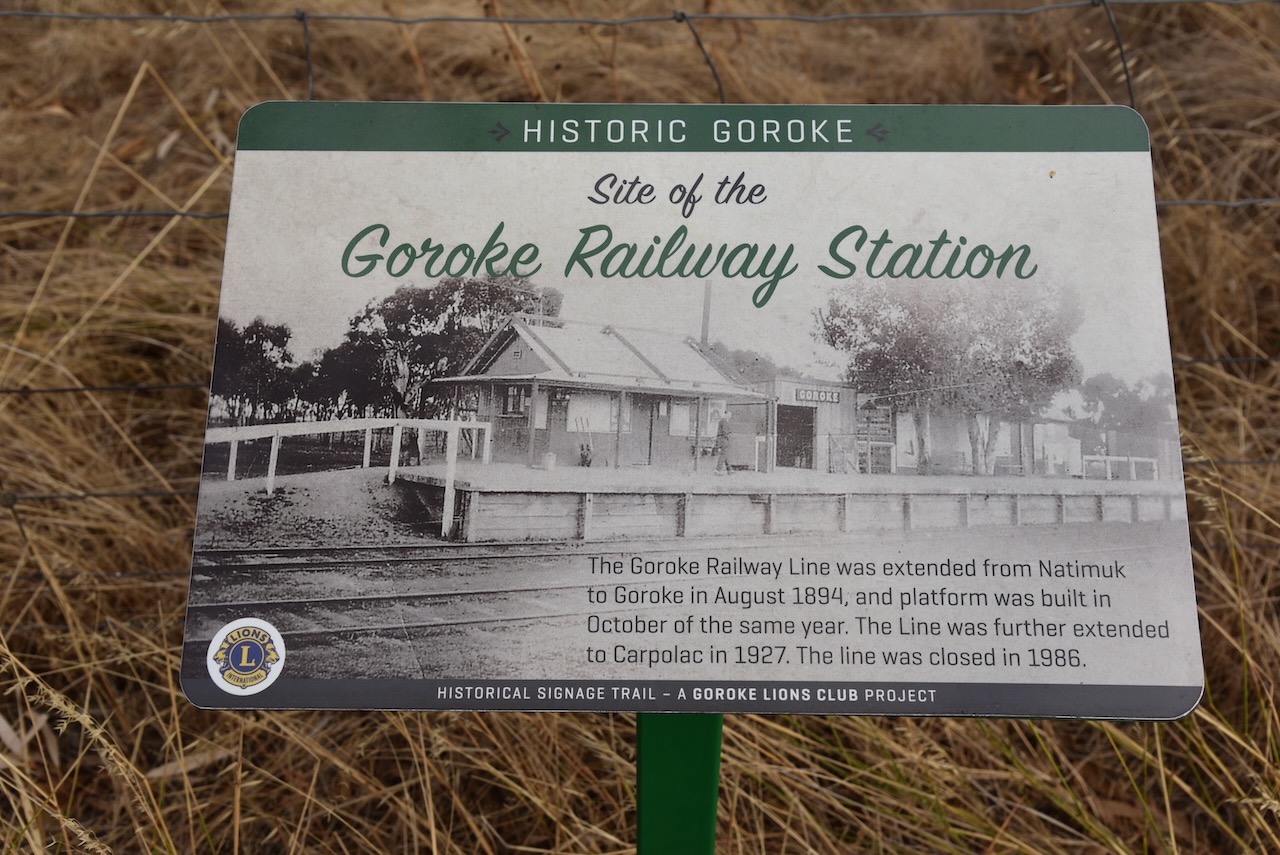 HISTORIC GOROKE
Site of the
Goroke Railway Station
GOROKE
The Goroke Railway Line was extended from Natimuk
to Goroke in August 1894, and platform was built in
October of the same year. The Line was further extended
to Carpolac in 1927. The line was closed in 1986.
LIONS
L
INTERNATIONAL
HISTORICAL SIGNAGE TRAIL – A GOROKE LIONS CLUB PROJECT